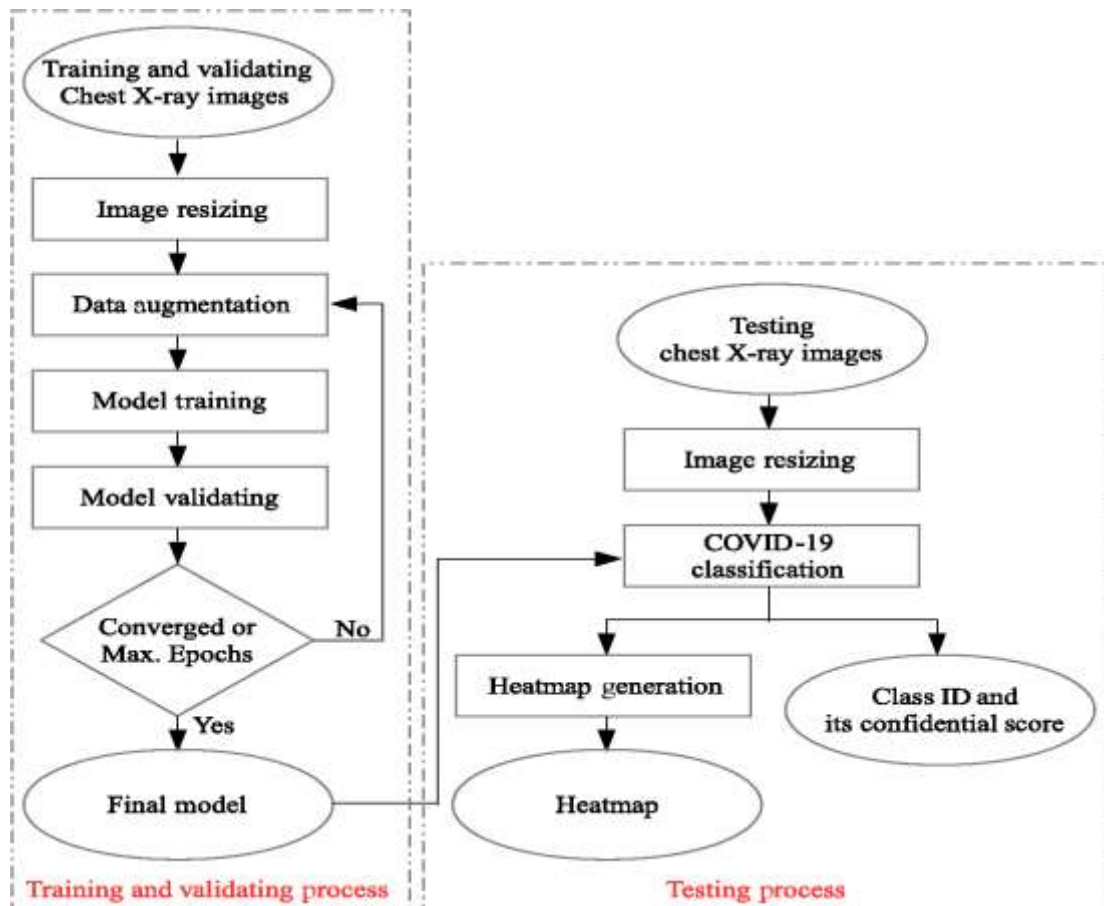 Training and validating
Chest X-ray images
Image resizing
Data augmentation
Model training
Model validating
Converged or
Max. Epochs
No
Yes
Final model
Training and validating process
Testing
chest X-ray images
Image resizing
COVID-19
classification
Heatmap generation
Class ID and
its confidential score
Heatmap
Testing process